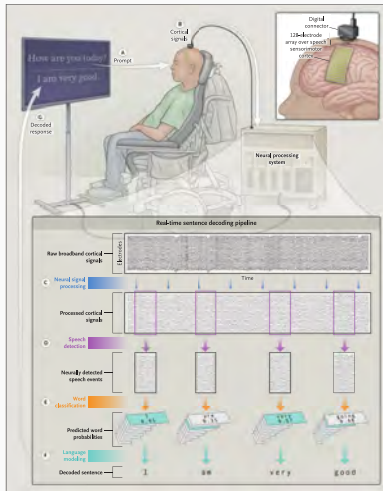 Digital
connector
128-electrode
array over speech
sensorimotor
cortex
B
Cortical
signals
A
Prompt
How are you today?
I am very good.
G
Decoded
response
Neural processing
system
Real-time sentence decoding pipeline
Raw broadband cortical
signals
Electrodes
Time
C
Neural signal
processing
Processed cortical
signals
D
Speech
detection
Neurally detected
speech events
E
Word
classification
Predicted word
probabilities
F
Language
modeling
Decoded sentence
I
am
very
good